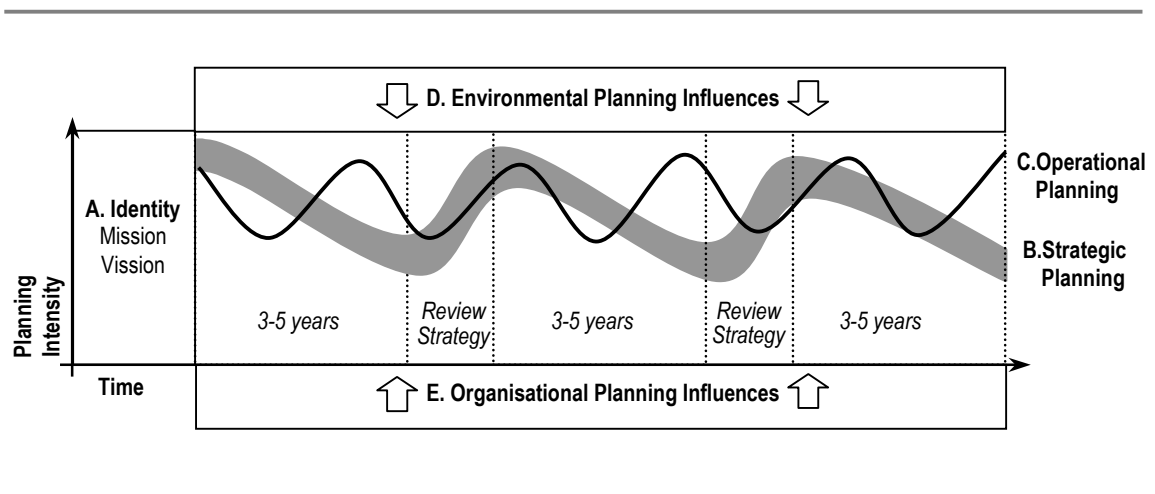 D. Environmental Planning Influences
C.Operational
Planning
A. Identity
Mission
Vission
B.Strategic
Planning
Planning
Intensity
3-5 years
Review
Strategy
3-5 years
Review
Strategy
3-5 years
Time
E. Organisational Planning Influences